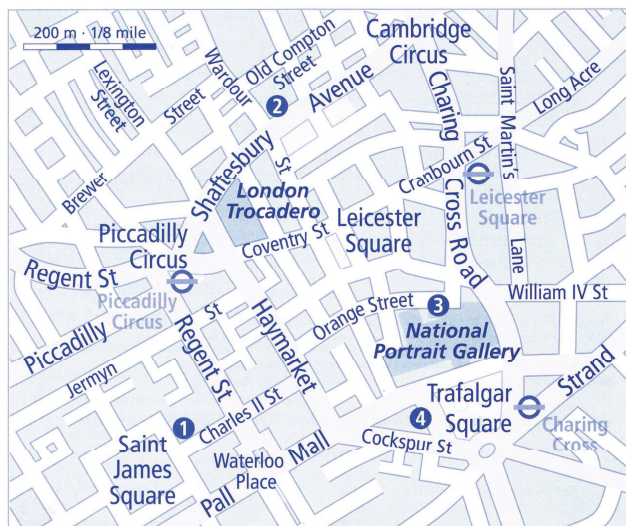 200 m · 1/8 mile
Cambridge
Circus
Old Compton
Street
Wardour
St
Lexington
Street
Street
Brewer
2
Shaftesbury
Avenue
Charing
Cross Road
Saint Martin's
Lane
Long Acre
Cranbourn St
Leicester
Square
London
Trocadero
Leicester
Square
Coventry St
Piccadilly
Circus
Piccadilly
Circus
Regent St
Piccadilly
Haymarket
Orange Street
3
William IV St
National
Portrait Gallery
Jermyn
St
Regent St
Charles II St
1
Saint
James
Square
Waterloo
Place
Pall
Mall
4
Trafalgar
Square
Cockspur St
Strand
Charing
Cross